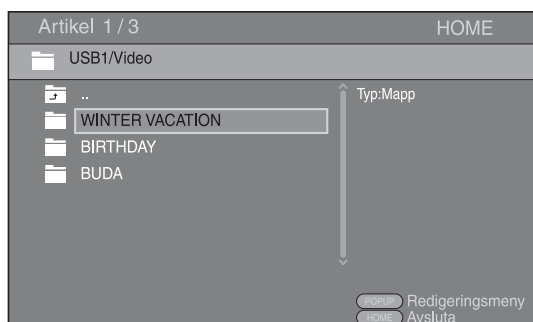 Artikel 1 / 3 HOME
USB1/Video
..
WINTER VACATION
BIRTHDAY
BUDA
Typ:Mapp
POPUP Redigeringsmeny
HOME Avsluta